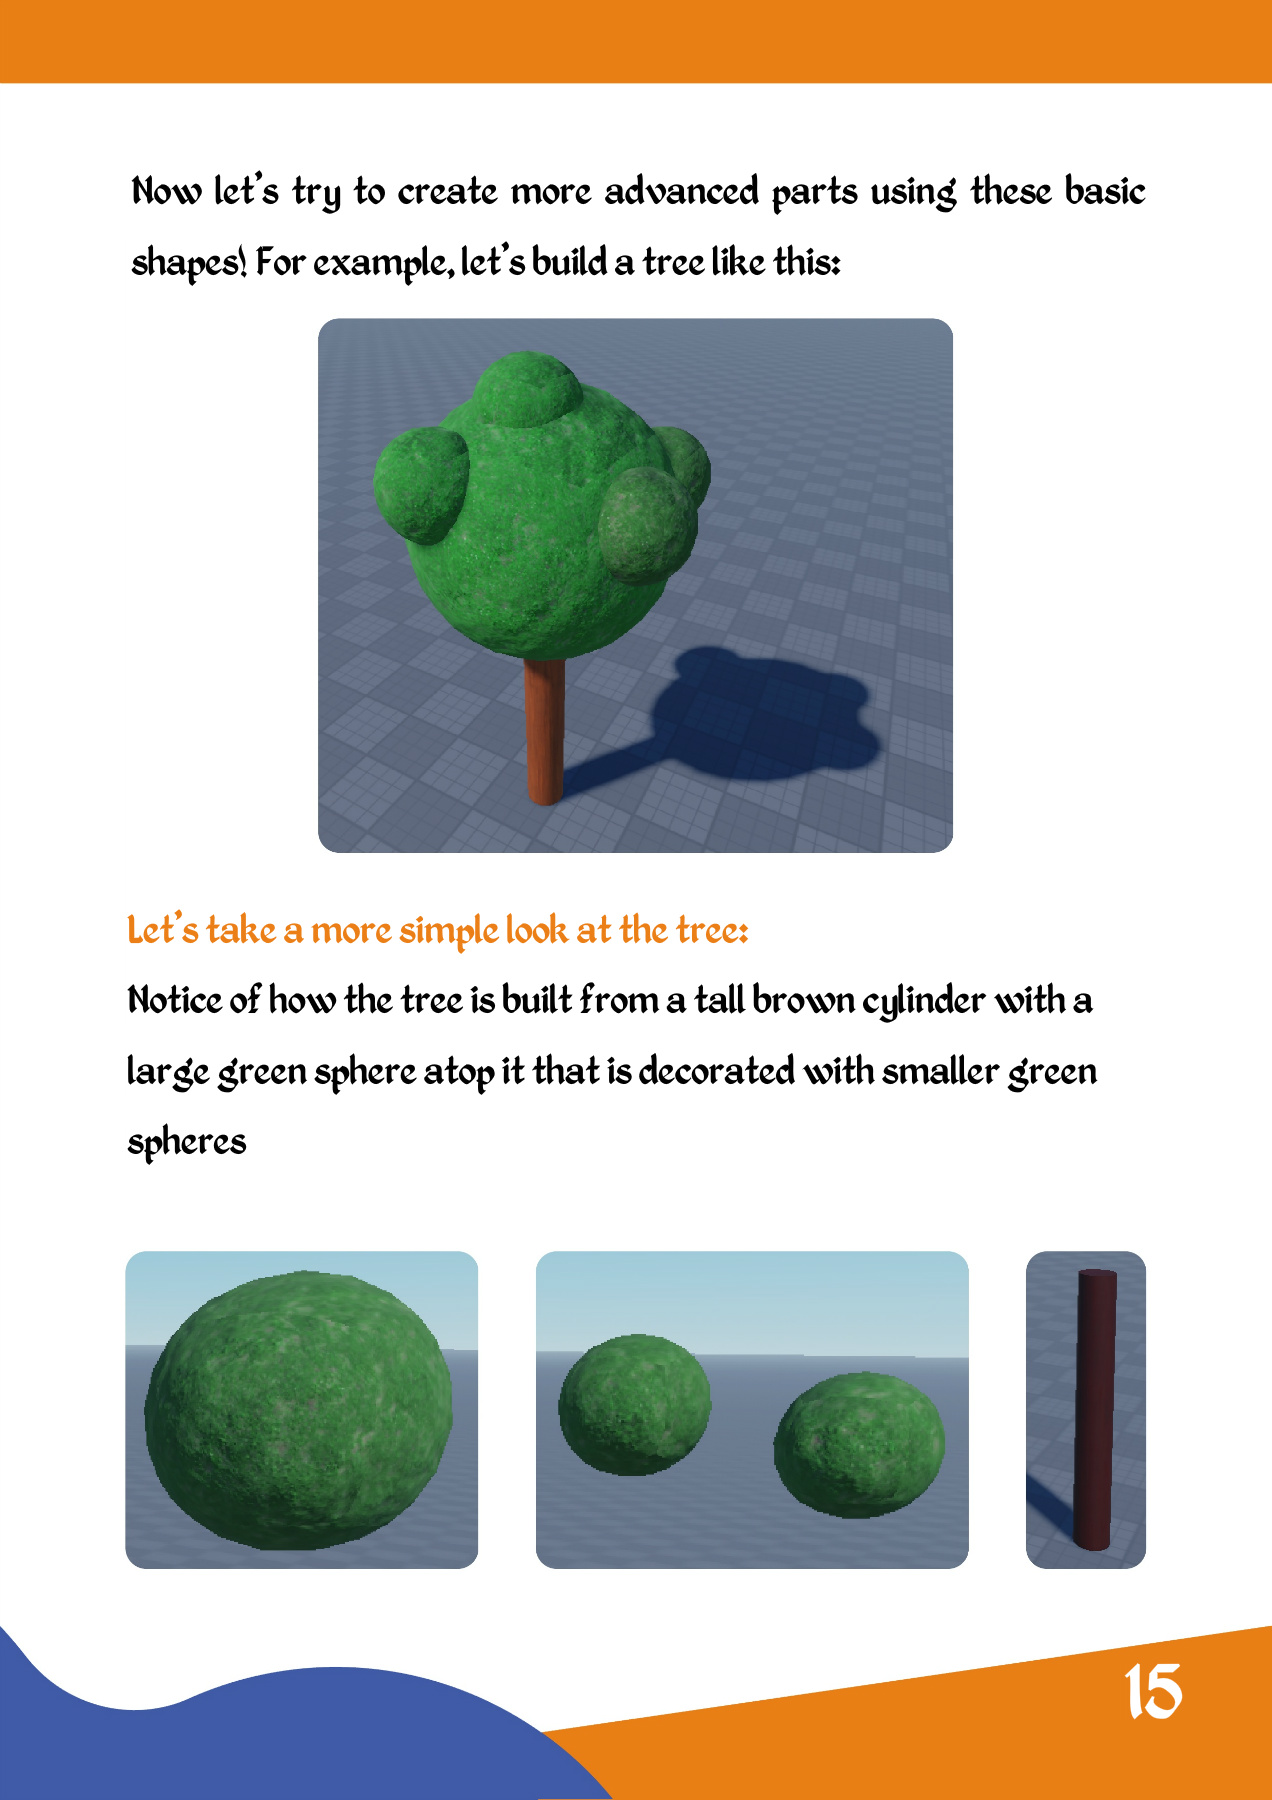 Now let's try to create more advanced parts using these basic
shapes! For example, let's build a tree like this:
Let's take a more simple look at the tree:
Notice of how the tree is built from a tall brown cylinder with a
large green sphere atop it that is decorated with smaller green
spheres
15